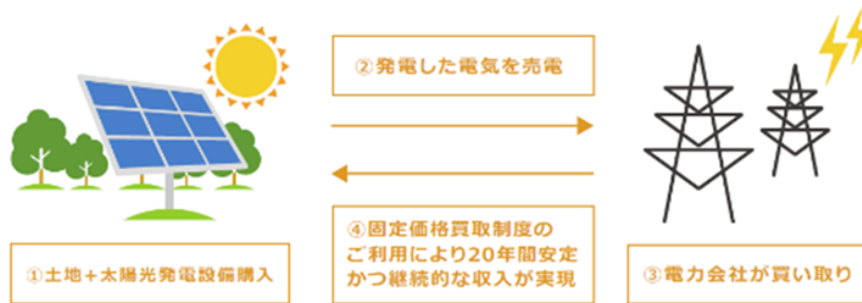 ②発電した電気を売電
④固定価格買取制度の
ご利用により20年間安定
かつ継続的な収入が実現
①土地+太陽光発電設備購入
③電力会社が買い取り